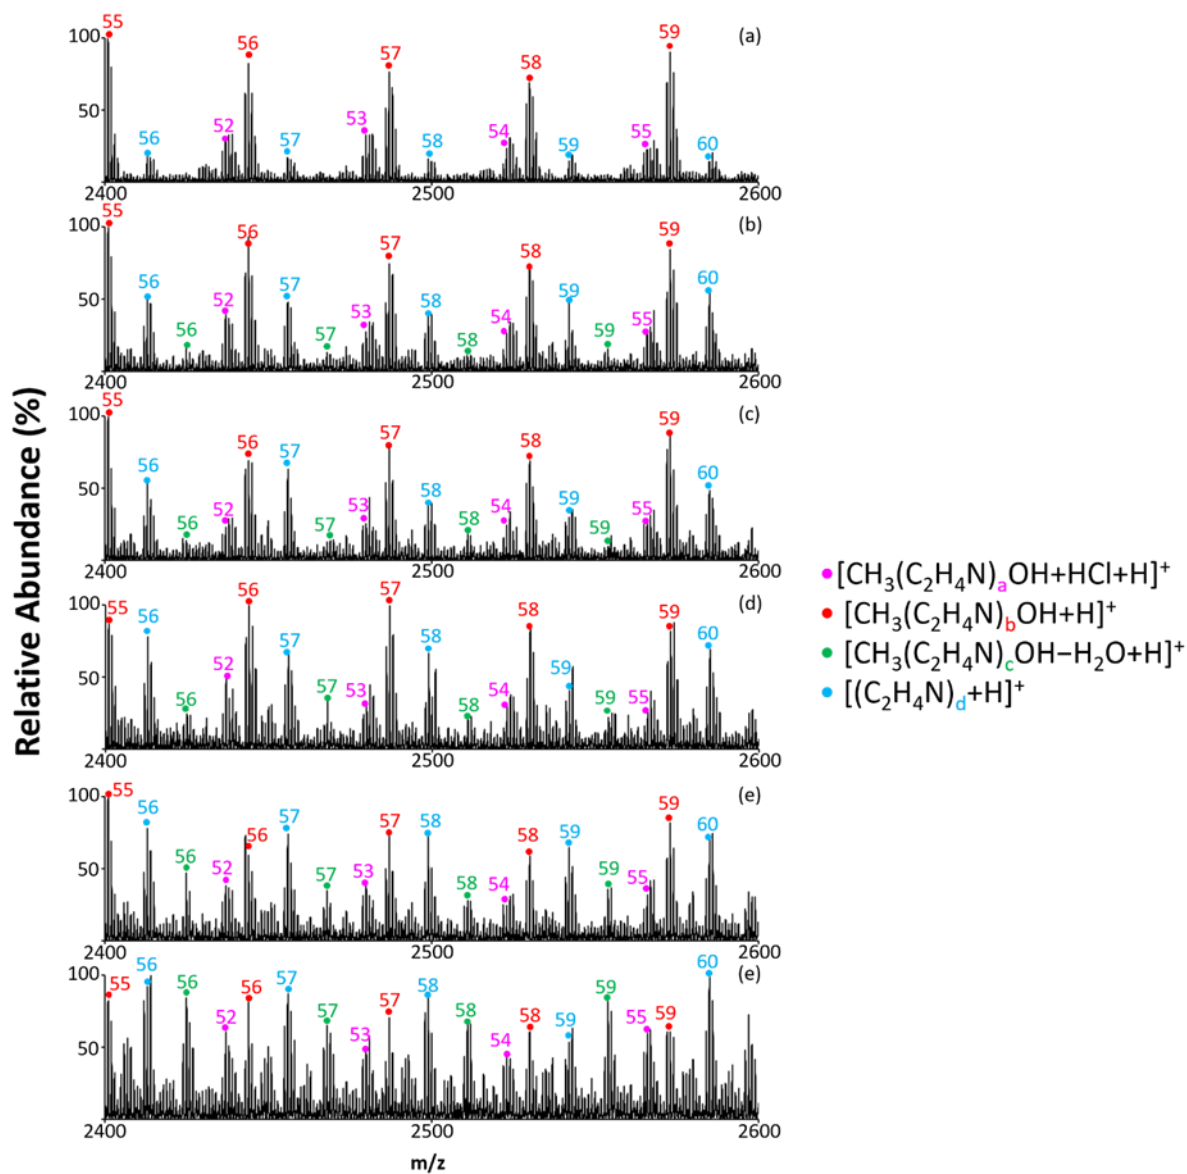 Relative Abundance (%)
(a)
100
50
55 56 52 56 57 53 57 58 54 58 59 55 59 60
2400 2500 2600
(b)
100
50
55 56 56 52 56 57 57 53 57 58 58 54 58 59 59 55 59 60
2400 2500 2600
(c)
100
50
55 56 56 52 56 57 57 53 57 58 58 54 58 59 59 55 59 60
2400 2500 2600
(d)
100
50
55 56 56 52 56 57 57 53 57 58 58 54 58 59 59 55 59 60
2400 2500 2600
(e)
100
50
55 56 56 52 56 57 57 53 57 58 58 54 58 59 59 55 59 60
2400 2500 2600
(e)
100
50
55 56 56 52 56 57 57 53 57 58 58 54 58 59 59 55 59 60
2400 2500 2600
m/z
[CH₃(C₂H₄N)ₐOH+HCl+H]⁺
[CH₃(C₂H₄N)bOH+H]⁺
[CH₃(C₂H₄N)cOH−H₂O+H]⁺
[(C₂H₄N)d+H]⁺